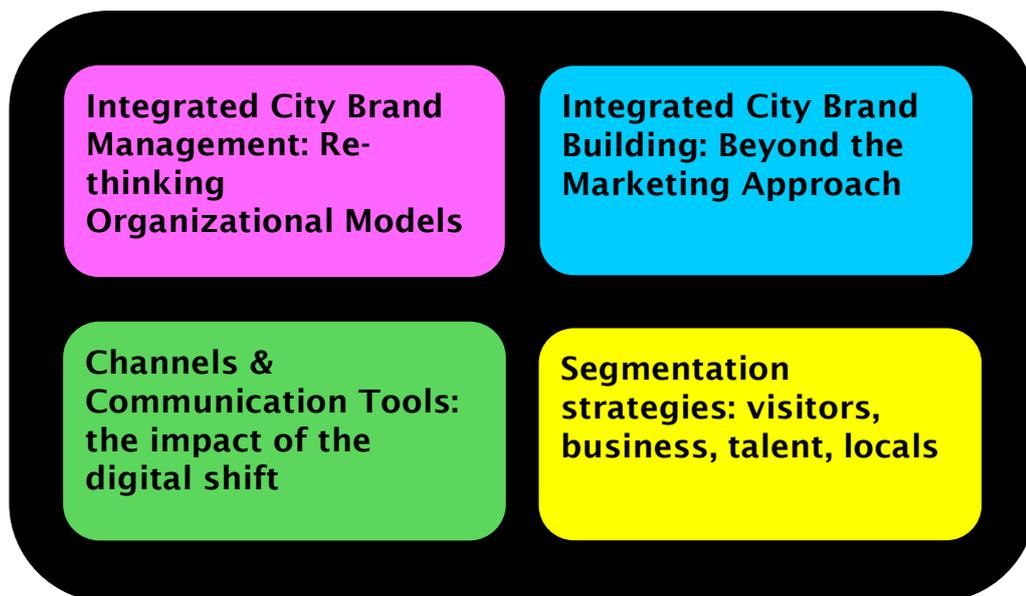 Integrated City Brand
Management: Re-
thinking
Organizational Models
Integrated City Brand
Building: Beyond the
Marketing Approach
Channels &
Communication Tools:
the impact of the
digital shift
Segmentation
strategies: visitors,
business, talent, locals